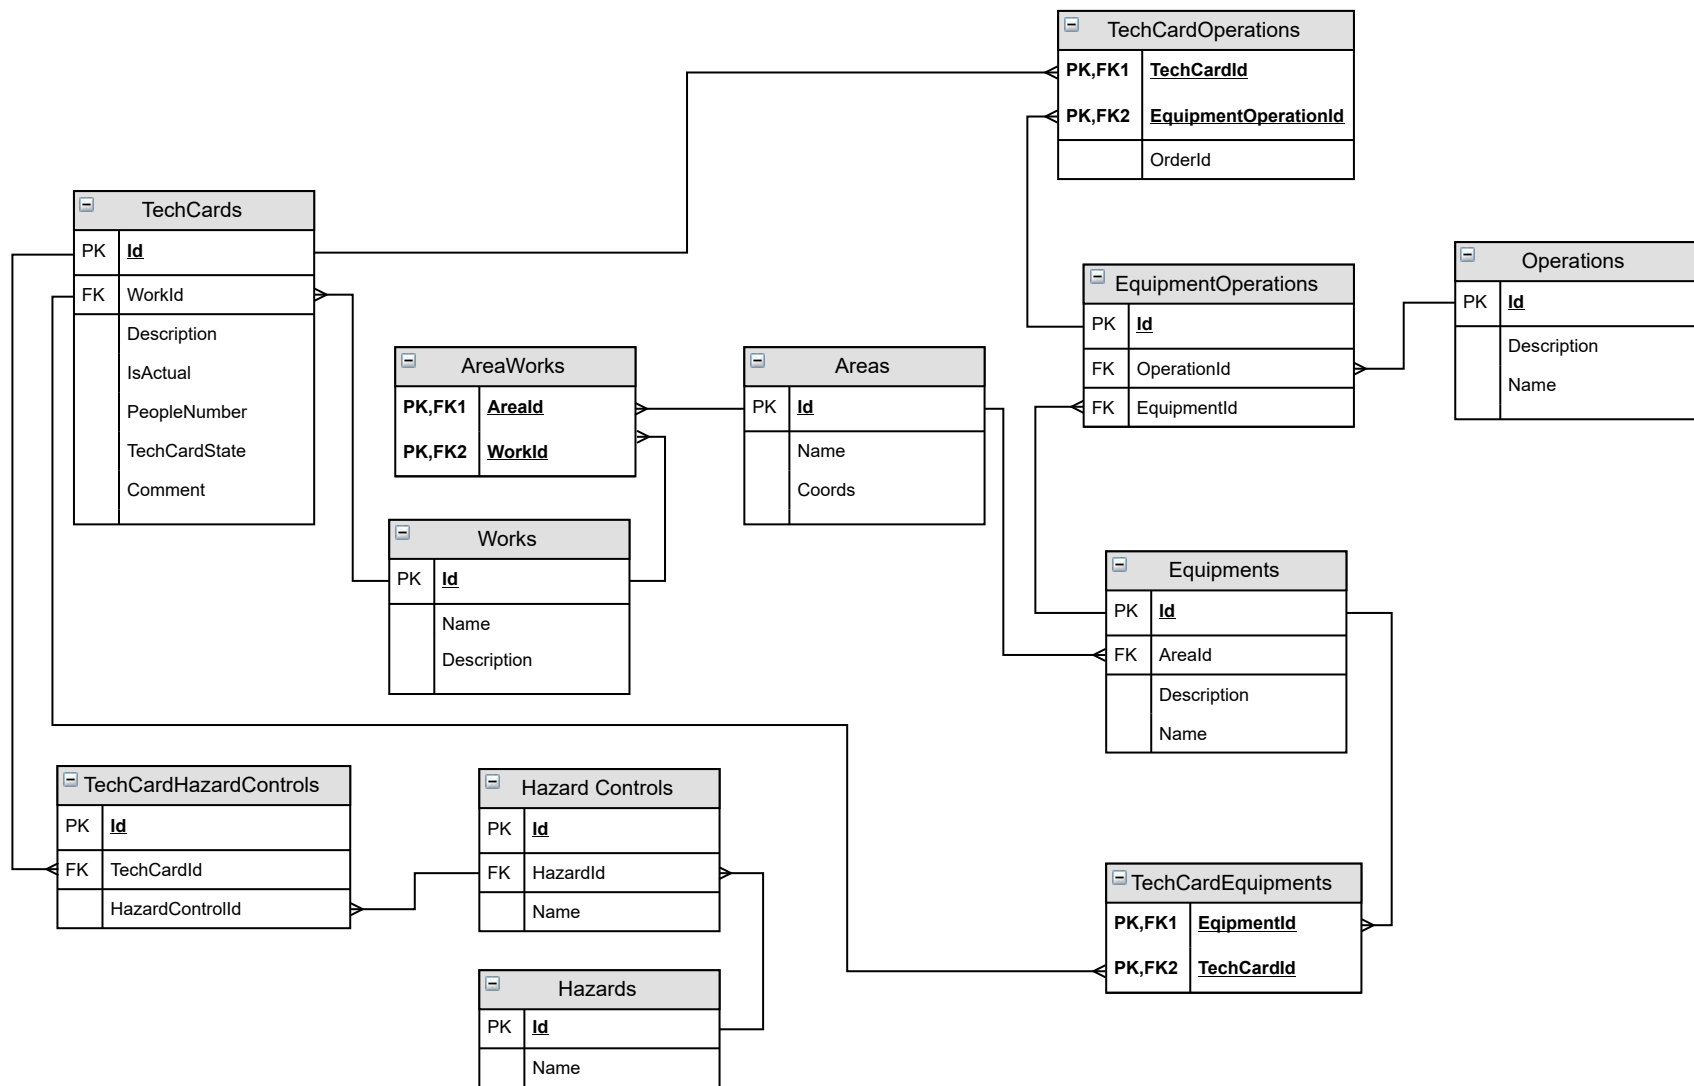 TechCardOperations
PK,FK1 TechCardId
PK,FK2 EquipmentOperationId
OrderId
TechCards
PK Id
FK WorkId
Description
IsActual
PeopleNumber
TechCardState
Comment
AreaWorks
PK,FK1 AreaId
PK,FK2 WorkId
Works
PK Id
Name
Description
Areas
PK Id
Name
Coords
EquipmentOperations
PK Id
FK OperationId
FK EquipmentId
Operations
PK Id
Description
Name
Equipments
PK Id
FK AreaId
Description
Name
TechCardHazardControls
PK Id
FK TechCardId
HazardControlId
Hazard Controls
PK Id
FK HazardId
Name
Hazards
PK Id
Name
TechCardEquipments
PK,FK1 EqipmentId
PK,FK2 TechCardId